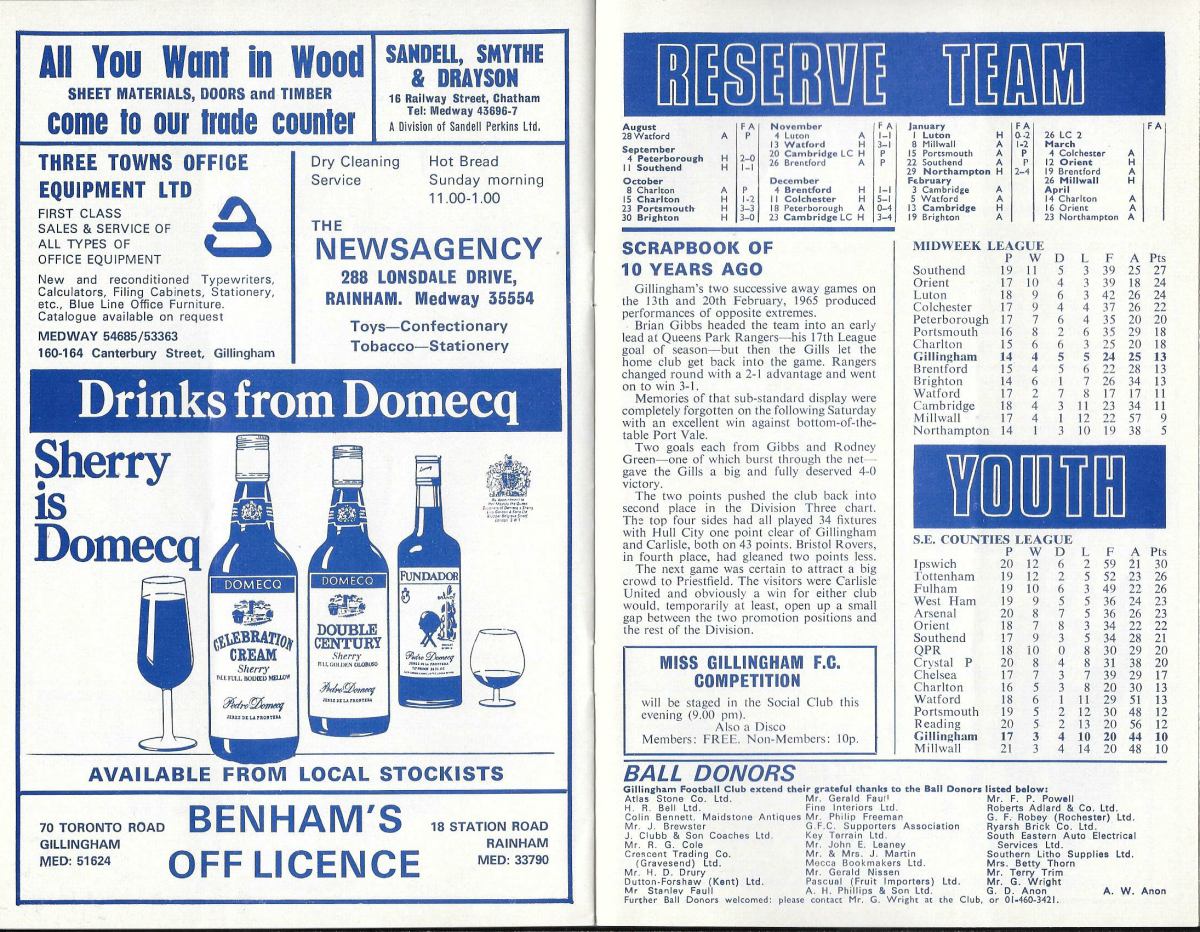 All You Want in Wood
SHEET MATERIALS, DOORS and TIMBER
come to our trade counter
SANDELL, SMYTHE
& DRAYSON
16 Railway Street, Chatham
Tel: Medway 43696-7
A Division of Sandell Perkins Ltd.
THREE TOWNS OFFICE
EQUIPMENT LTD
FIRST CLASS
SALES & SERVICE OF
ALL TYPES OF
OFFICE EQUIPMENT
New and reconditioned Typewriters,
Calculators, Filing Cabinets, Stationery,
etc., Blue Line Office Furniture.
Catalogue available on request
MEDWAY 54685/53363
160-164 Canterbury Street, Gillingham
Dry Cleaning
Service
Hot Bread
Sunday morning
11.00-1.00
THE
NEWSAGENCY
288 LONSDALE DRIVE,
RAINHAM. Medway 35554
Toys—Confectionary
Tobacco—Stationery
Drinks from Domecq
Sherry
is
Domecq
DOMECQ
CELEBRATION
CREAM
Sherry
Pedro Domecq
JEREZ DE LA FRONTERA
DOMECQ
DOUBLE
CENTURY
Sherry
FULL GOLDEN OLOROSO
Pedro Domecq
JEREZ DE LA FRONTERA
FUNDADOR
Pedro Domecq
AVAILABLE FROM LOCAL STOCKISTS
70 TORONTO ROAD
GILLINGHAM
MED: 51624
BENHAM'S
OFF LICENCE
18 STATION ROAD
RAINHAM
MED: 33790
RESERVE TEAM
August F A
28 Watford A P
September
4 Peterborough H 2–0
11 Southend H 1–1
October
8 Charlton A P
15 Charlton H 1-2
23 Portsmouth H 3–3
30 Brighton H 3–0
November F A
4 Luton A 1–1
13 Watford H 3–1
20 Cambridge LC H P
26 Brentford A P
December
4 Brentford H 1–1
11 Colchester H 5–1
18 Peterborough A 0–4
23 Cambridge LC H 3–4
January F A
1 Luton H 0-2
8 Millwall A 1-2
15 Portsmouth A P
22 Southend A P
29 Northampton H 2–4
February
3 Cambridge A
5 Watford A
13 Cambridge H
19 Brighton A
F A
26 LC 2
March
4 Colchester A
12 Orient H
19 Brentford A
26 Millwall H
April
14 Charlton A
16 Orient A
23 Northampton A
SCRAPBOOK OF
10 YEARS AGO
Gillingham's two successive away games on
the 13th and 20th February, 1965 produced
performances of opposite extremes.
Brian Gibbs headed the team into an early
lead at Queens Park Rangers—his 17th League
goal of season—but then the Gills let the
home club get back into the game. Rangers
changed round with a 2-1 advantage and went
on to win 3-1.
Memories of that sub-standard display were
completely forgotten on the following Saturday
with an excellent win against bottom-of-the-
table Port Vale.
Two goals each from Gibbs and Rodney
Green—one of which burst through the net—
gave the Gills a big and fully deserved 4-0
victory.
The two points pushed the club back into
second place in the Division Three chart.
The top four sides had all played 34 fixtures
with Hull City one point clear of Gillingham
and Carlisle, both on 43 points. Bristol Rovers,
in fourth place, had gleaned two points less.
The next game was certain to attract a big
crowd to Priestfield. The visitors were Carlisle
United and obviously a win for either club
would, temporarily at least, open up a small
gap between the two promotion positions and
the rest of the Division.
MISS GILLINGHAM F.C.
COMPETITION
will be staged in the Social Club this
evening (9.00 pm).
Also a Disco
Members: FREE. Non-Members: 10p.
MIDWEEK LEAGUE
P W D L F A Pts
Southend 19 11 5 3 39 25 27
Orient 17 10 4 3 39 18 24
Luton 18 9 6 3 42 26 24
Colchester 17 9 4 4 37 26 22
Peterborough 17 7 6 4 35 20 20
Portsmouth 16 8 2 6 35 29 18
Charlton 15 6 6 3 25 20 18
Gillingham 14 4 5 5 24 25 13
Brentford 15 4 5 6 22 28 13
Brighton 14 6 1 7 26 34 13
Watford 17 2 7 8 17 17 11
Cambridge 18 4 3 11 23 34 11
Millwall 17 4 1 12 22 57 9
Northampton 14 1 3 10 19 38 5
YOUTH
S.E. COUNTIES LEAGUE
P W D L F A Pts
Ipswich 20 12 6 2 59 21 30
Tottenham 19 12 2 5 52 23 26
Fulham 19 10 6 3 49 22 26
West Ham 19 9 5 5 36 24 23
Arsenal 20 8 7 5 36 26 23
Orient 18 7 8 3 34 22 22
Southend 17 9 3 5 34 28 21
QPR 18 10 0 8 30 29 20
Crystal P 20 8 4 8 31 38 20
Chelsea 17 7 3 7 39 29 17
Charlton 16 5 3 8 20 30 13
Watford 18 6 1 11 29 51 13
Portsmouth 19 5 2 12 30 48 12
Reading 20 5 2 13 20 56 12
Gillingham 17 3 4 10 20 44 10
Millwall 21 3 4 14 20 48 10
BALL DONORS
Gillingham Football Club extend their grateful thanks to the Ball Donors listed below:
Atlas Stone Co. Ltd.
H. R. Bell Ltd.
Colin Bennett, Maidstone Antiques
Mr. J. Brewster
J. Clubb & Son Coaches Ltd.
Mr. R. G. Cole
Crescent Trading Co.
(Gravesend) Ltd.
Mr. H. D. Drury
Dutton-Forshaw (Kent) Ltd.
Mr Stanley Faull
Mr. Gerald Faull
Fine Interiors Ltd.
Mr. Philip Freeman
G.F.C. Supporters Association
Key Terrain Ltd.
Mr. John E. Leaney
Mr. & Mrs. J. Martin
Mecca Bookmakers Ltd.
Mr. Gerald Nissen
Pascual (Fruit Importers) Ltd.
A. H. Phillips & Son Ltd.
Mr. F. P. Powell
Roberts Adlard & Co. Ltd.
G. F. Robey (Rochester) Ltd.
Ryarsh Brick Co. Ltd.
South Eastern Auto Electrical
Services Ltd.
Southern Litho Supplies Ltd.
Mrs. Betty Thorn
Mr. Terry Trim
Mr. G. Wright
G. D. Anon A. W. Anon
Further Ball Donors welcomed: please contact Mr. G. Wright at the Club, or 01-460-3421.